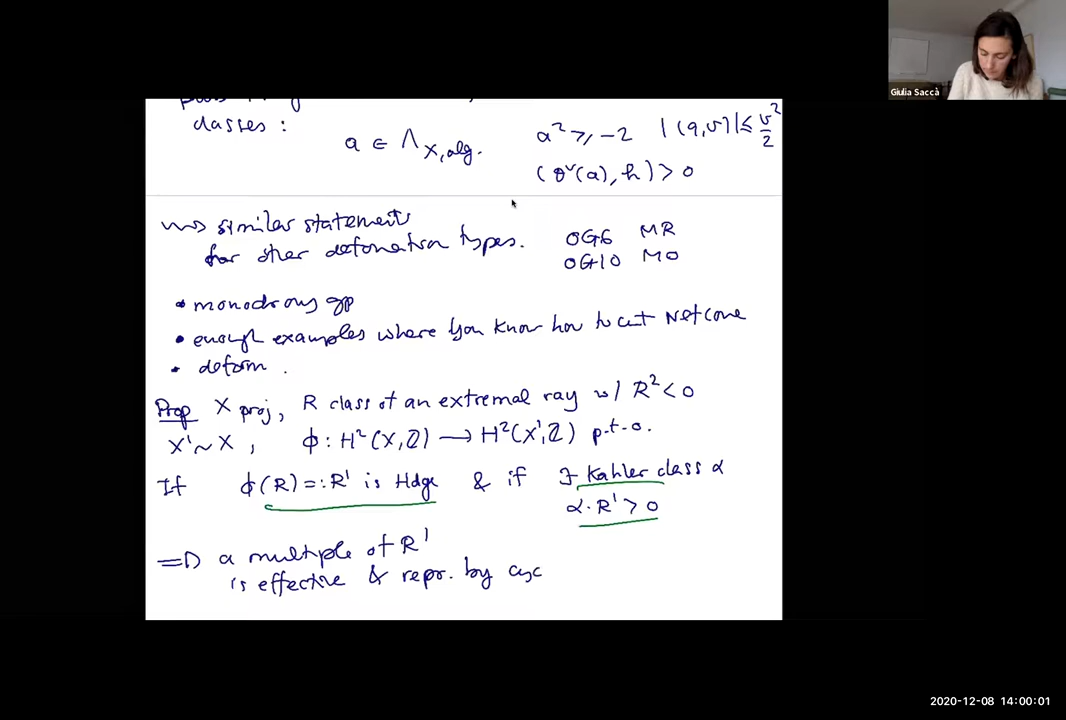 Giulia Saccà
classes :
a ∈ Λ_{X,alg}.
a² ≥ -2 |(a,v)| ≤ v²/2
(θ^v(a), h) > 0
⇝ similar statements
for other deformation types.
OG6 MR
OG10 MO
• monodromy gp
• enough examples where you know how to cut Nef cone
• deform .
Prop X proj, R class of an extremal ray w/ R² < 0
X' ~ X , ϕ : H²(X,Z) → H²(X',Z) p.t.o.
If ϕ(R) =: R' is Hdge & if ∃ Kahler class α
α · R' > 0
⇒ a multiple of R'
is effective & repr. by cyc
2020-12-08 14:00:01